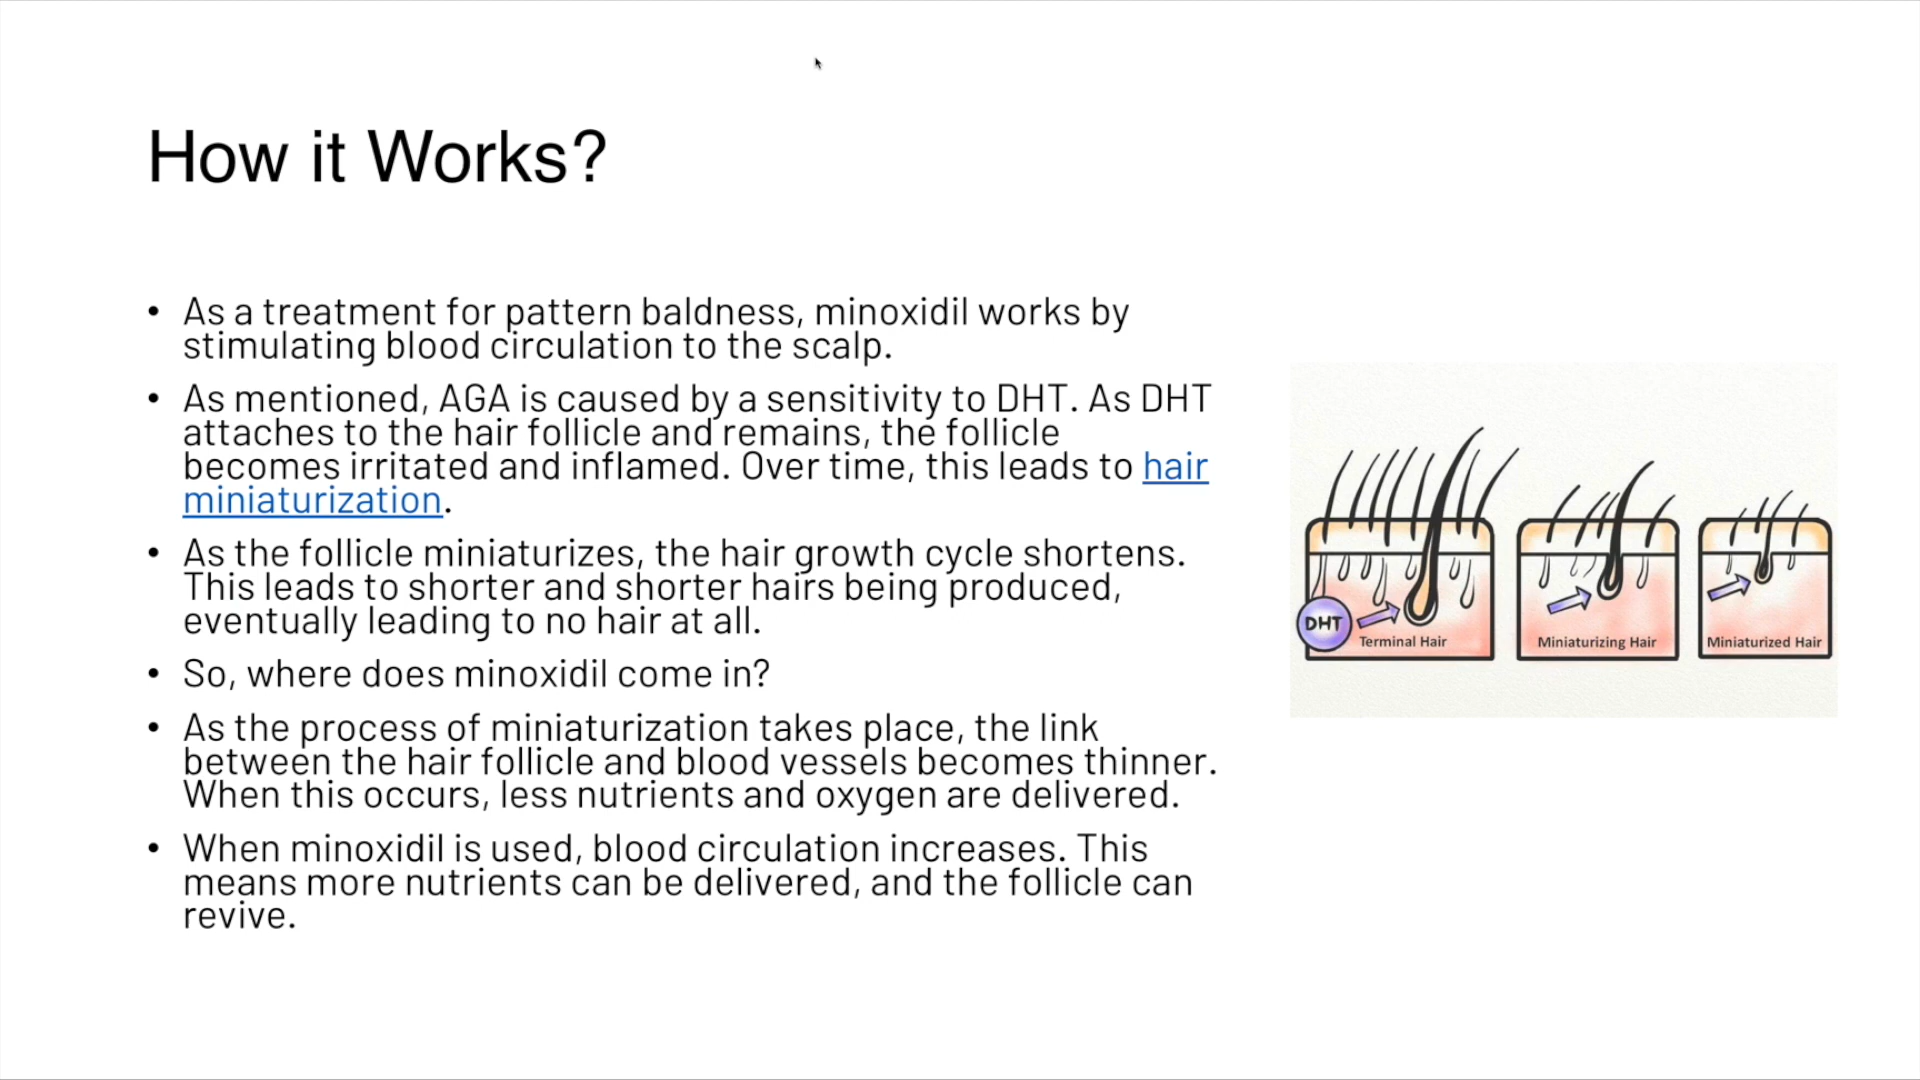 How it Works?
• As a treatment for pattern baldness, minoxidil works by
stimulating blood circulation to the scalp.
• As mentioned, AGA is caused by a sensitivity to DHT. As DHT
attaches to the hair follicle and remains, the follicle
becomes irritated and inflamed. Over time, this leads to hair
miniaturization.
• As the follicle miniaturizes, the hair growth cycle shortens.
This leads to shorter and shorter hairs being produced,
eventually leading to no hair at all.
• So, where does minoxidil come in?
• As the process of miniaturization takes place, the link
between the hair follicle and blood vessels becomes thinner.
When this occurs, less nutrients and oxygen are delivered.
• When minoxidil is used, blood circulation increases. This
means more nutrients can be delivered, and the follicle can
revive.
DHT
Terminal Hair
Miniaturizing Hair
Miniaturized Hair